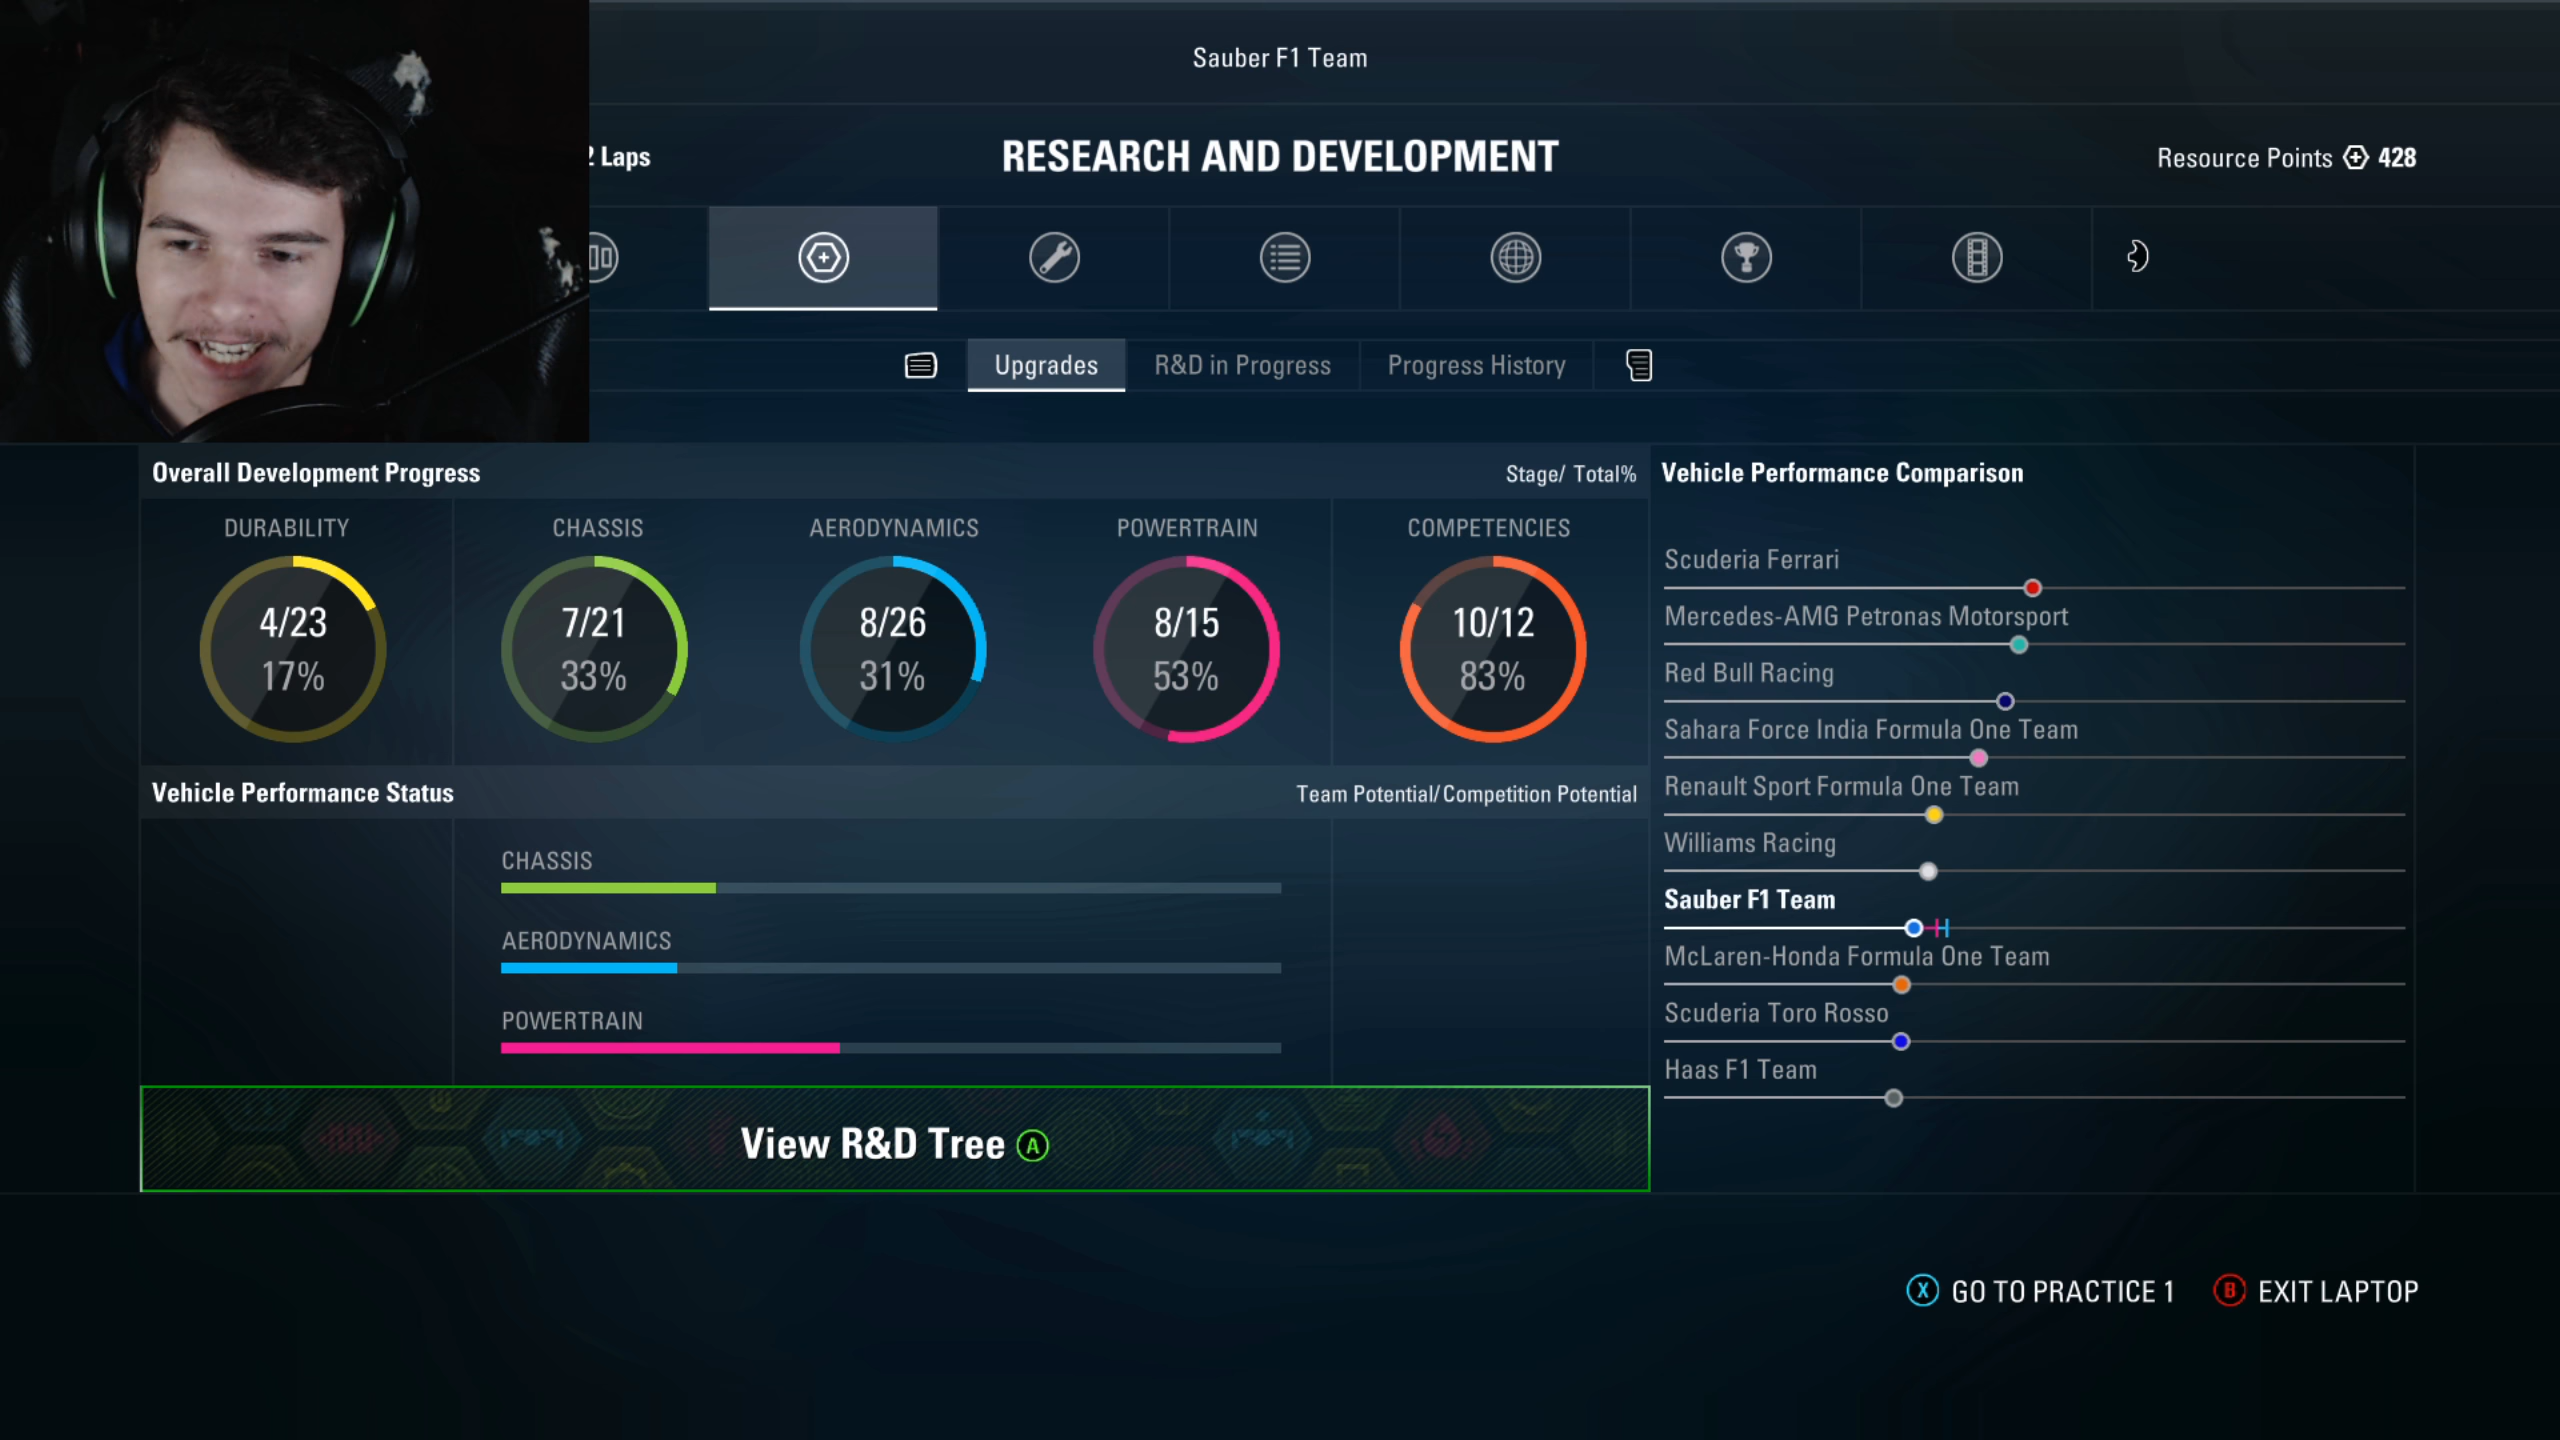 Sauber F1 Team
2 Laps
RESEARCH AND DEVELOPMENT
Resource Points 428
Upgrades
R&D in Progress
Progress History
Overall Development Progress
Stage/ Total%
DURABILITY
4/23
17%
CHASSIS
7/21
33%
AERODYNAMICS
8/26
31%
POWERTRAIN
8/15
53%
COMPETENCIES
10/12
83%
Vehicle Performance Status
Team Potential/Competition Potential
CHASSIS
AERODYNAMICS
POWERTRAIN
View R&D Tree A
Vehicle Performance Comparison
Scuderia Ferrari
Mercedes-AMG Petronas Motorsport
Red Bull Racing
Sahara Force India Formula One Team
Renault Sport Formula One Team
Williams Racing
Sauber F1 Team
McLaren-Honda Formula One Team
Scuderia Toro Rosso
Haas F1 Team
X GO TO PRACTICE 1
B EXIT LAPTOP